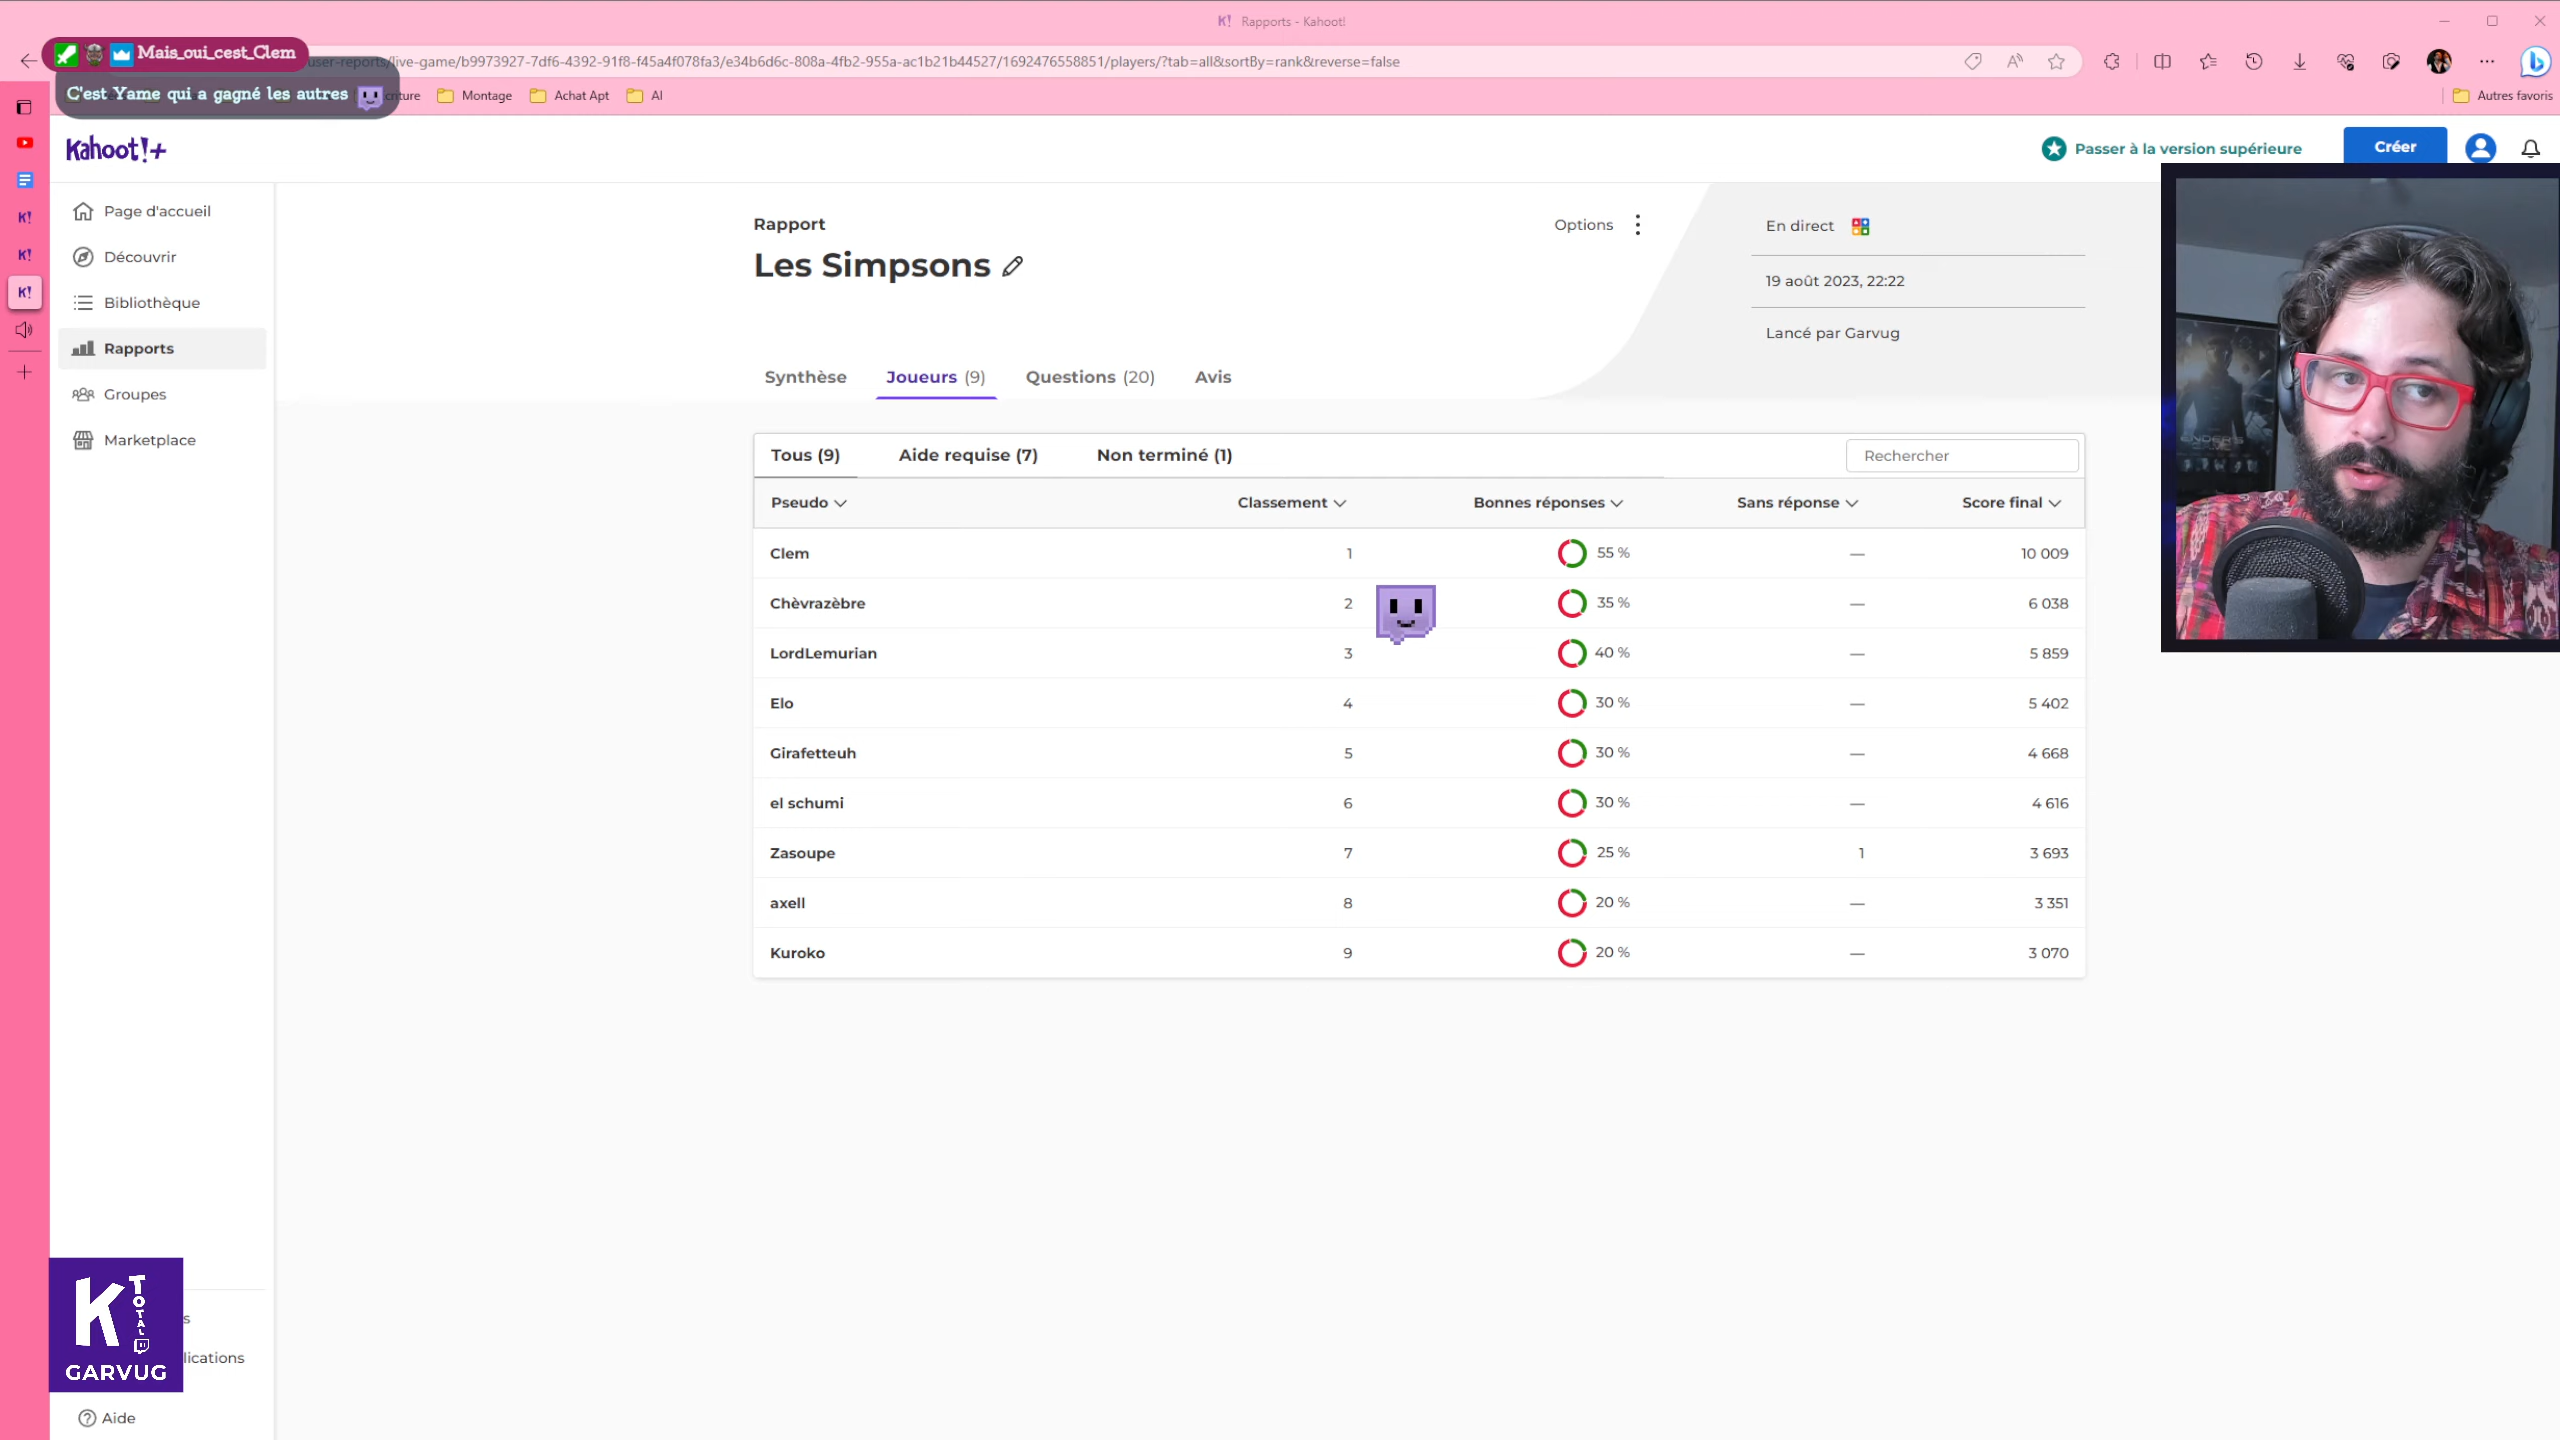 K! Rapports - Kahoot!
Mais_oui_cest_Clem
user-reports/live-game/b9973927-7df6-4392-91f8-f45a4f078fa3/e34b6d6c-808a-4fb2-955a-ac1b21b44527/1692476558851/players/?tab=all&sortBy=rank&reverse=false
C'est Yame qui a gagné les autres
criture Montage Achat Apt AI Autres favoris
Kahoot!+
Passer à la version supérieure Créer
Page d'accueil
Découvrir
Bibliothèque
Rapports
Groupes
Marketplace
Rapport
Options
Les Simpsons
En direct
19 août 2023, 22:22
Lancé par Garvug
Synthèse Joueurs (9) Questions (20) Avis
Tous (9) Aide requise (7) Non terminé (1) Rechercher
Pseudo Classement Bonnes réponses Sans réponse Score final
Clem 1 55 % — 10 009
Chèvrazèbre 2 35 % — 6 038
LordLemurian 3 40 % — 5 859
Elo 4 30 % — 5 402
Girafetteuh 5 30 % — 4 668
el schumi 6 30 % — 4 616
Zasoupe 7 25 % 1 3 693
axell 8 20 % — 3 351
Kuroko 9 20 % — 3 070
K TOTAL
GARVUG
s
lications
Aide
K!
K!
K!
ENDER'S